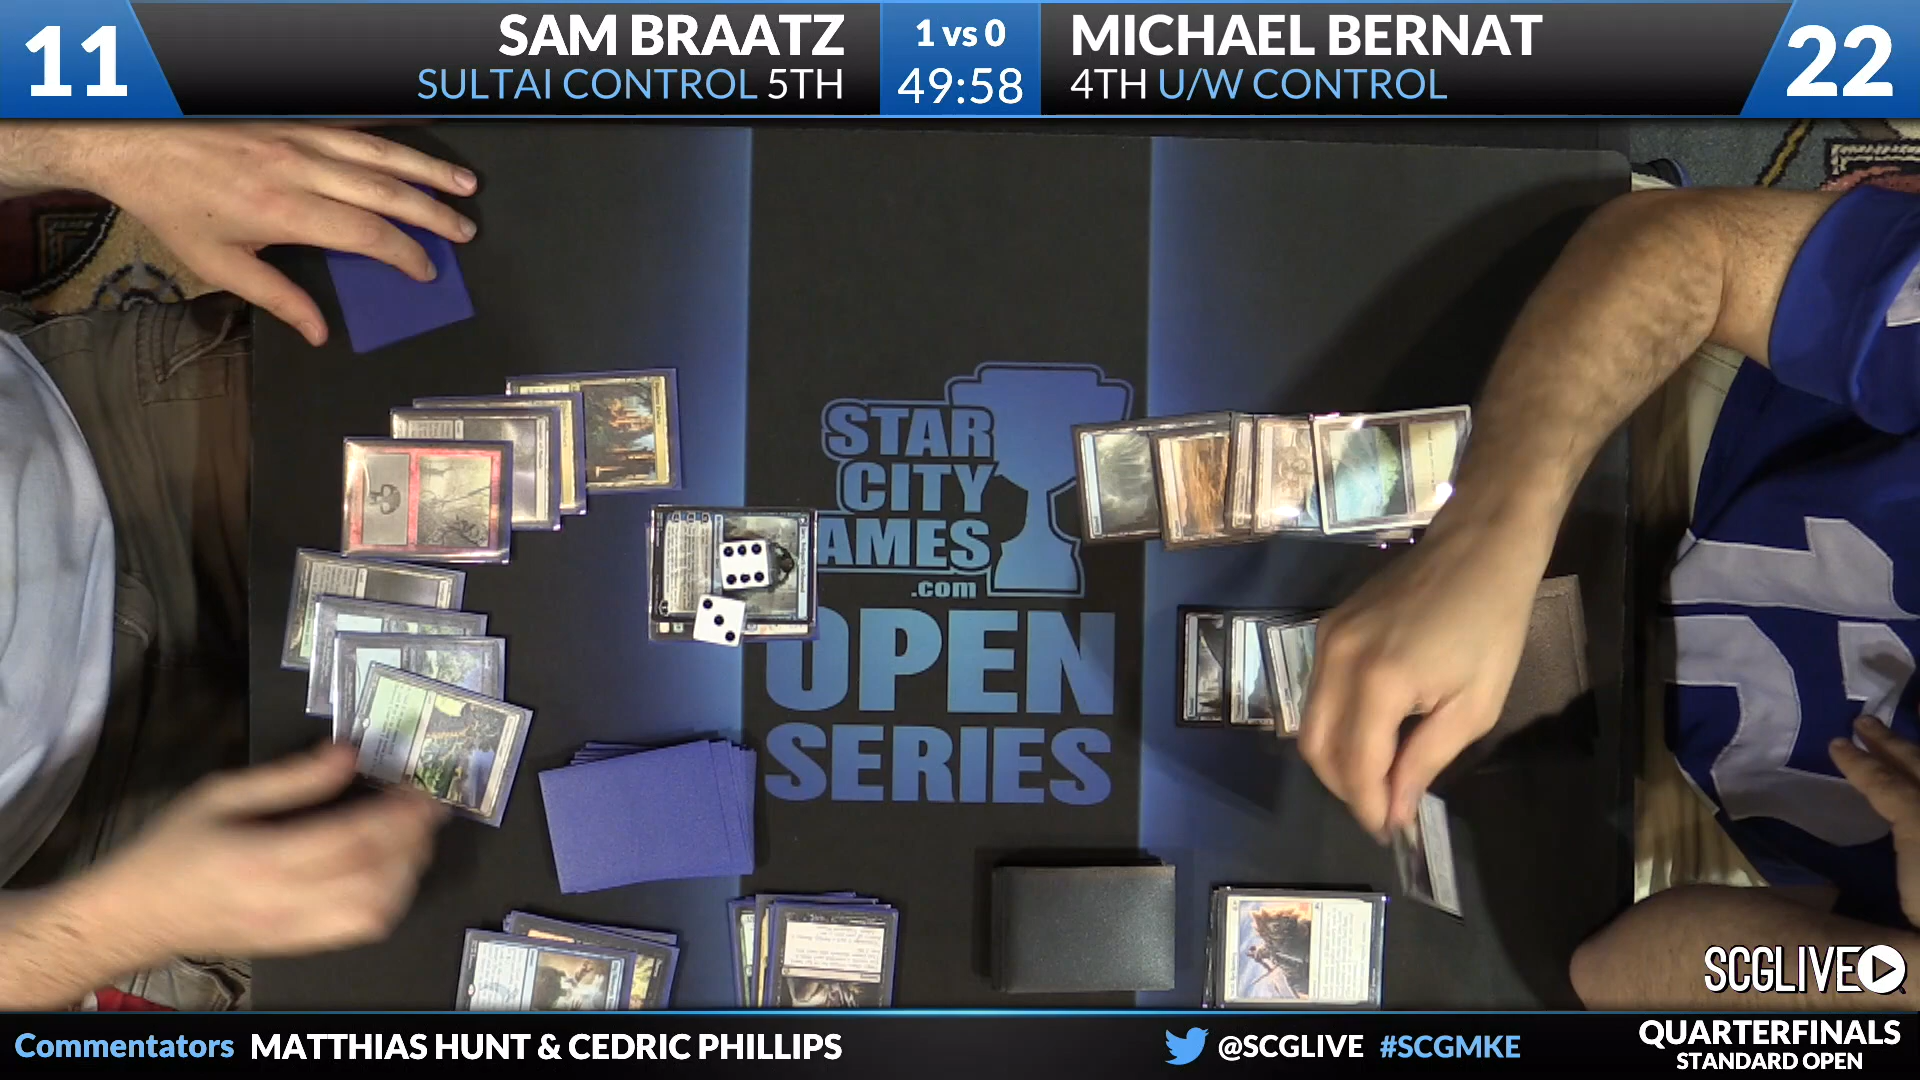 11
SAM BRAATZ
SULTAI CONTROL 5TH
1 vs 0
49:58
MICHAEL BERNAT
4TH U/W CONTROL
22
STAR
CITY
GAMES
.com
OPEN
SERIES
SCGLIVE
Commentators MATTHIAS HUNT & CEDRIC PHILLIPS
@SCGLIVE #SCGMKE
QUARTERFINALS
STANDARD OPEN